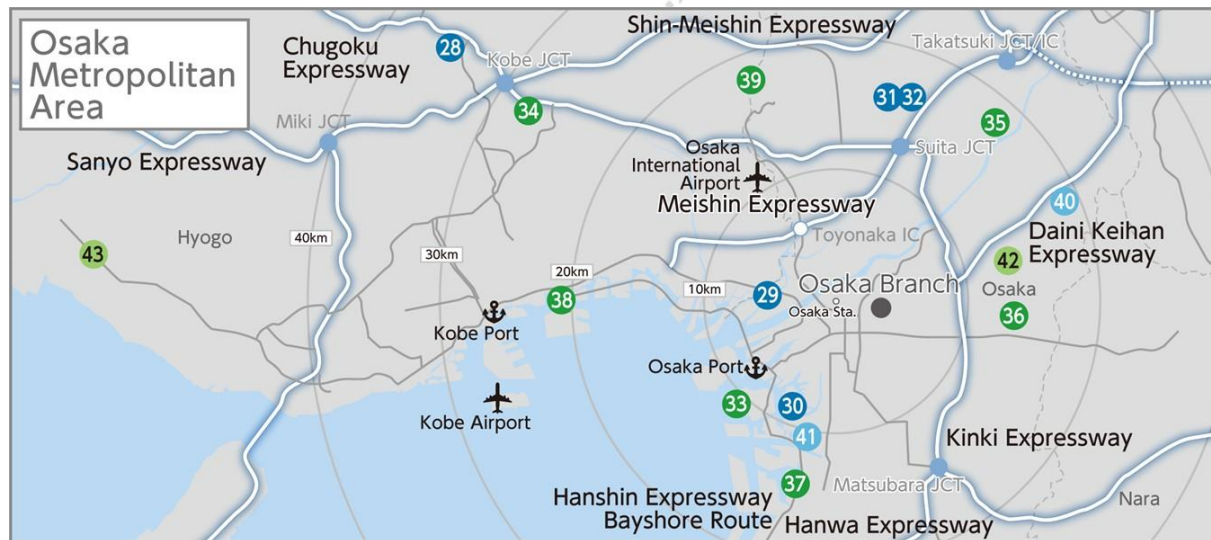 Osaka
Metropolitan
Area
Chugoku
Expressway
28
Kobe JCT
34
Shin-Meishin Expressway
Takatsuki JCT/IC
39
31
32
35
Miki JCT
Sanyo Expressway
Osaka
International
Airport
Suita JCT
Meishin Expressway
40
Toyonaka IC
Daini Keihan
Expressway
43
Hyogo
40km
30km
20km
10km
38
29
Osaka Branch
Osaka Sta.
42
Osaka
36
Kobe Port
Osaka Port
Kobe Airport
33
30
41
Kinki Expressway
37
Matsubara JCT
Hanshin Expressway
Bayshore Route
Hanwa Expressway
Nara